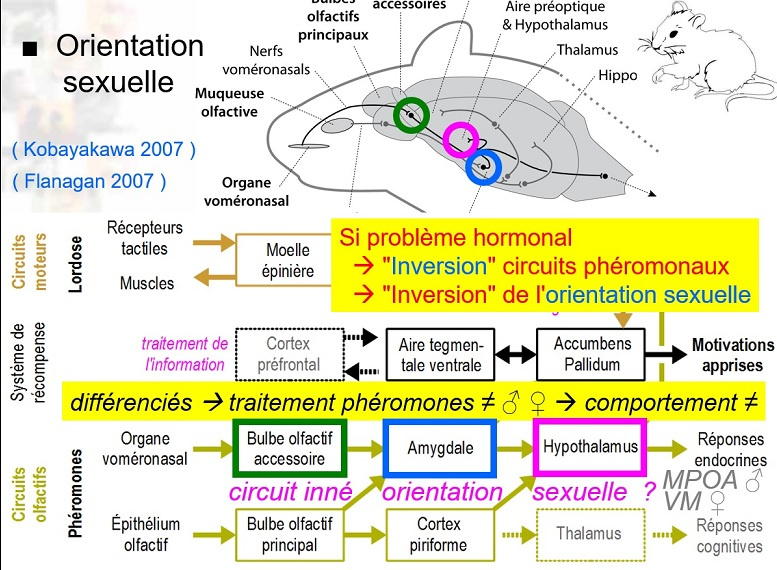 ■ Orientation
sexuelle
( Kobayakawa 2007 )
( Flanagan 2007 )
Bulbes
olfactifs
principaux
accessoires
Aire préoptique
& Hypothalamus
Nerfs
voméronasals
Thalamus
Hippo
Muqueuse
olfactive
Organe
voméronasal
Circuits
moteurs
Lordose
Récepteurs
tactiles
Muscles
Moelle
épinière
Si problème hormonal
→ "Inversion" circuits phéromonaux
→ "Inversion" de l'orientation sexuelle
Système de
récompense
traitement de
l'information
Cortex
préfrontal
Aire tegmen-
tale ventrale
Accumbens
Pallidum
Motivations
apprises
différenciés → traitement phéromones ≠ ♂ ♀ → comportement ≠
Circuits
olfactifs
Phéromones
Organe
voméronasal
Bulbe olfactif
accessoire
Amygdale
Hypothalamus
Réponses
endocrines
circuit inné orientation sexuelle ?
MPOA ♂
VM ♀
Épithélium
olfactif
Bulbe olfactif
principal
Cortex
piriforme
Thalamus
Réponses
cognitives